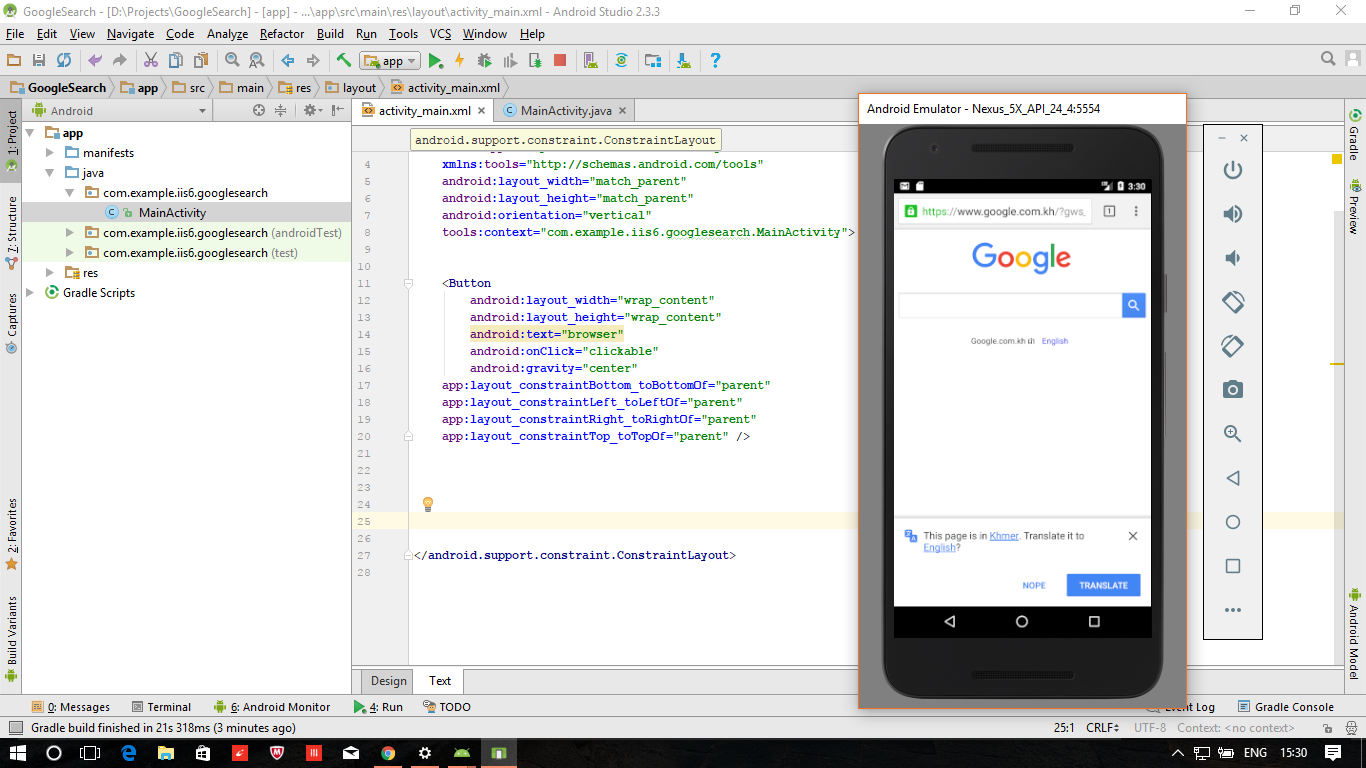 GoogleSearch - [D:\Projects\GoogleSearch] - [app] - ...\app\src\main\res\layout\activity_main.xml - Android Studio 2.3.3
File Edit View Navigate Code Analyze Refactor Build Run Tools VCS Window Help
app
GoogleSearch app src main res layout activity_main.xml
Android
activity_main.xml MainActivity.java
android.support.constraint.ConstraintLayout
1: Project
7: Structure
Captures
2: Favorites
Build Variants
app
manifests
java
com.example.iis6.googlesearch
MainActivity
com.example.iis6.googlesearch (androidTest)
com.example.iis6.googlesearch (test)
res
Gradle Scripts
4 xmlns:tools="http://schemas.android.com/tools"
5 android:layout_width="match_parent"
6 android:layout_height="match_parent"
7 android:orientation="vertical"
8 tools:context="com.example.iis6.googlesearch.MainActivity">
9
10
11 <Button
12 android:layout_width="wrap_content"
13 android:layout_height="wrap_content"
14 android:text="browser"
15 android:onClick="clickable"
16 android:gravity="center"
17 app:layout_constraintBottom_toBottomOf="parent"
18 app:layout_constraintLeft_toLeftOf="parent"
19 app:layout_constraintRight_toRightOf="parent"
20 app:layout_constraintTop_toTopOf="parent" />
21
22
23
24
25
26
27 </android.support.constraint.ConstraintLayout>
28
Design Text
Android Emulator - Nexus_5X_API_24_4:5554
3:30
https://www.google.com.kh/?gws_
1
Google
Google.com.kh ជា English
This page is in Khmer. Translate it to
English?
NOPE TRANSLATE
Gradle
Preview
Android Model
0: Messages Terminal 6: Android Monitor 4: Run TODO Event Log Gradle Console
Gradle build finished in 21s 318ms (3 minutes ago) 25:1 CRLF UTF-8 Context: <no context>
ENG 15:30